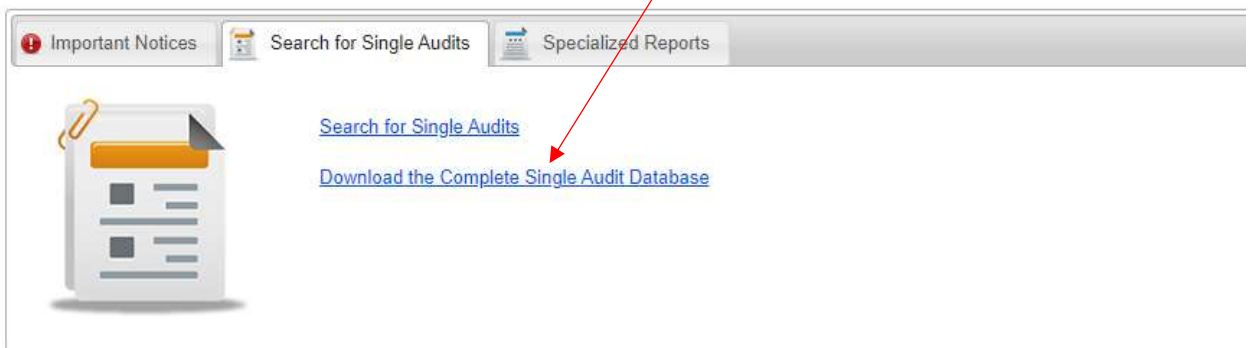 Important Notices
Search for Single Audits
Specialized Reports
Search for Single Audits
Download the Complete Single Audit Database